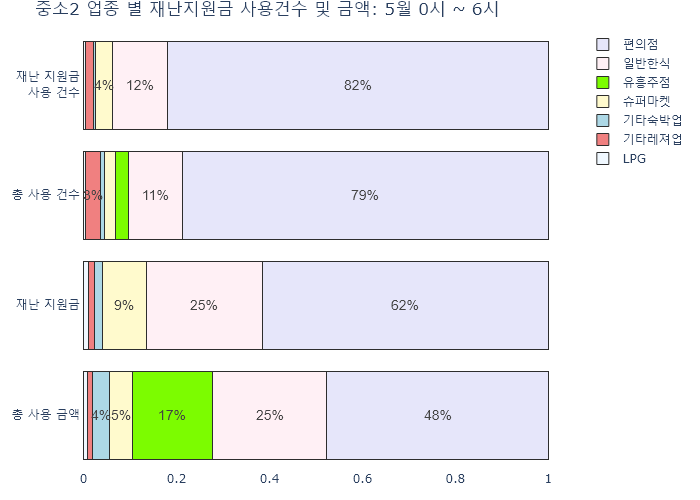 중소2 업종 별 재난지원금 사용건수 및 금액: 5월 0시 ~ 6시
재난 지원금
사용 건수
4%
12%
82%
총 사용 건수
3%
11%
79%
재난 지원금
9%
25%
62%
총 사용 금액
4%
5%
17%
25%
48%
0
0.2
0.4
0.6
0.8
1
편의점
일반한식
유흥주점
슈퍼마켓
기타숙박업
기타레져업
LPG